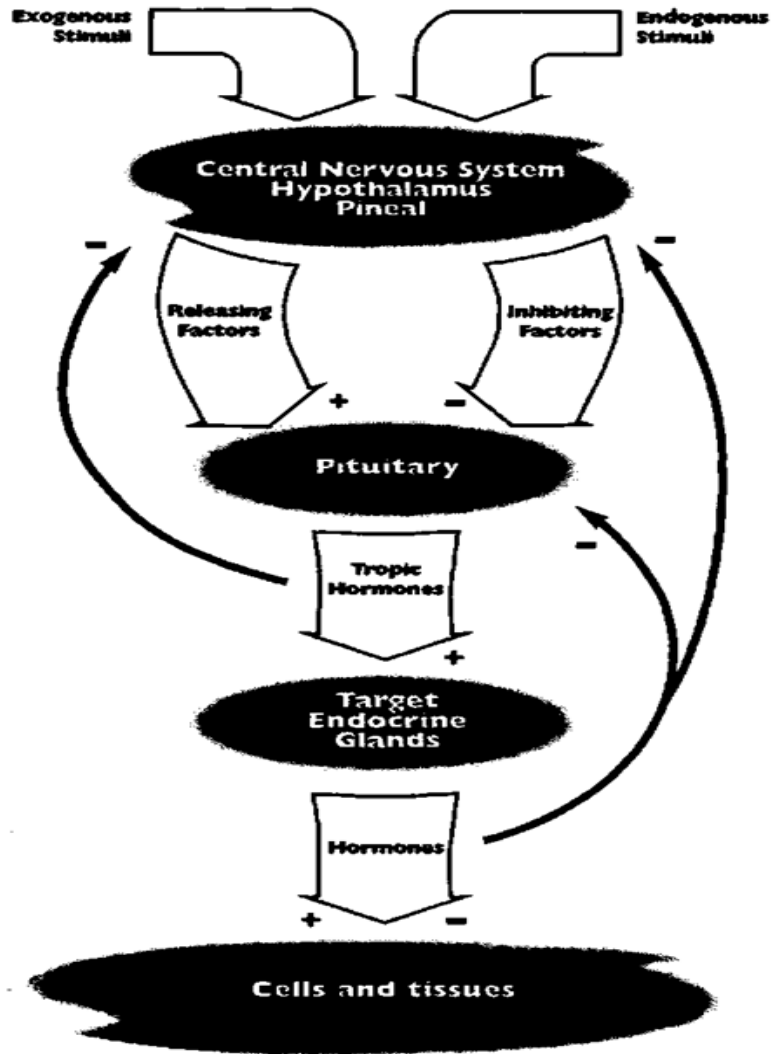 Exogenous
Stimuli
Endogenous
Stimuli
Central Nervous System
Hypothalamus
Pineal
-
-
Releasing
Factors
Inhibiting
Factors
+
-
Pituitary
-
Tropic
Hormones
+
Target
Endocrine
Glands
Hormones
+
-
Cells and tissues